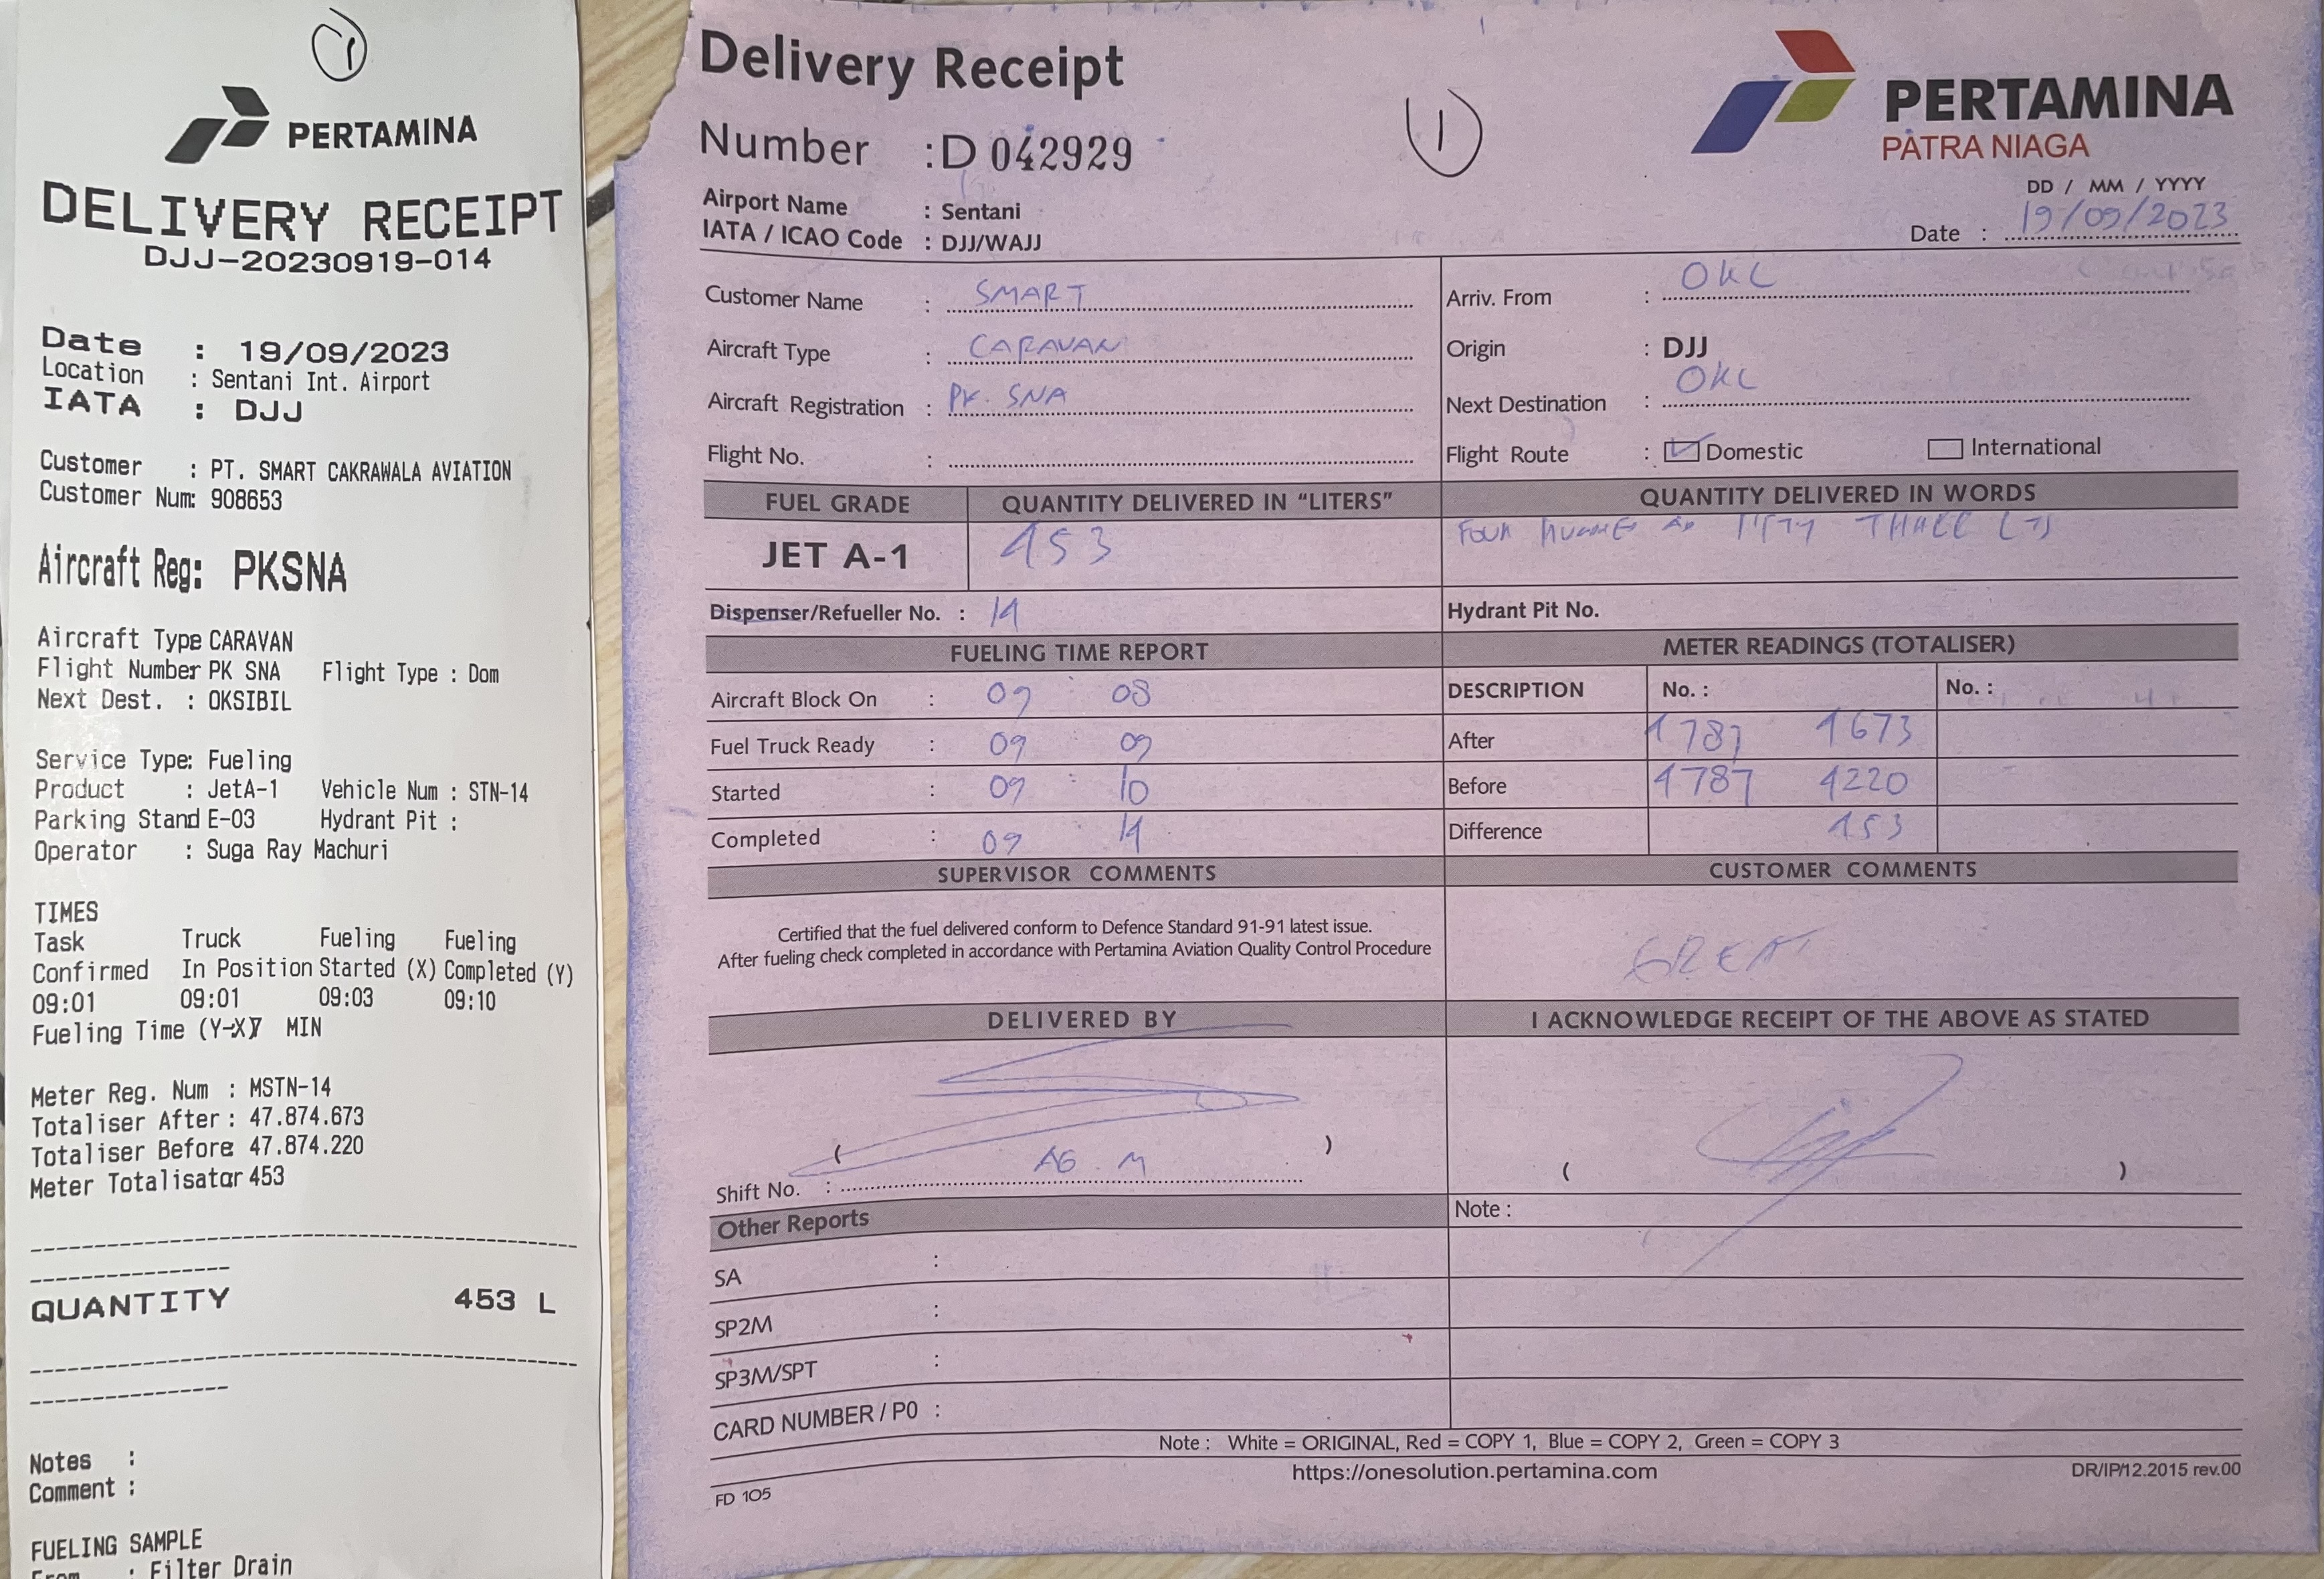 1
PERTAMINA
DELIVERY RECEIPT
DJJ-20230919-014
Date : 19/09/2023
Location : Sentani Int. Airport
IATA : DJJ
Customer : PT. SMART CAKRAWALA AVIATION
Customer Num: 908653
Aircraft Reg: PKSNA
Aircraft Type CARAVAN
Flight Number PK SNA Flight Type : Dom
Next Dest. : OKSIBIL
Service Type: Fueling
Product : JetA-1 Vehicle Num : STN-14
Parking Stand E-03 Hydrant Pit :
Operator : Suga Ray Machuri
TIMES
Task Truck Fueling Fueling
Confirmed In Position Started (X) Completed (Y)
09:01 09:01 09:03 09:10
Fueling Time (Y-X) 7 MIN
Meter Reg. Num : MSTN-14
Totaliser After : 47.874.673
Totaliser Before 47.874.220
Meter Totalisator 453
QUANTITY 453 L
Notes :
Comment :
FUELING SAMPLE
From : Filter Drain
Delivery Receipt
1
PERTAMINA
PATRA NIAGA
Number : D 042929
DD / MM / YYYY
Airport Name : Sentani
IATA / ICAO Code : DJJ/WAJJ
Date : 19/09/2023
Customer Name : SMART
Arriv. From : OKL
Aircraft Type : CARAVAN
Origin : DJJ
Aircraft Registration : PK. SNA
Next Destination : OKL
Flight No. :
Flight Route : Domestic International
FUEL GRADE QUANTITY DELIVERED IN "LITERS" QUANTITY DELIVERED IN WORDS
JET A-1 453 FOUR FIFTY THREE LTS
Dispenser/Refueller No. : 14 Hydrant Pit No.
FUELING TIME REPORT METER READINGS (TOTALISER)
Aircraft Block On : 09 08 DESCRIPTION No. : No. :
Fuel Truck Ready : 09 09 After 4787 4673
Started : 09 10 Before 4787 4220
Completed : 09 14 Difference 453
SUPERVISOR COMMENTS CUSTOMER COMMENTS
Certified that the fuel delivered conform to Defence Standard 91-91 latest issue.
After fueling check completed in accordance with Pertamina Aviation Quality Control Procedure
GREAT
DELIVERED BY I ACKNOWLEDGE RECEIPT OF THE ABOVE AS STATED
( ) ( )
Shift No. : AG. M
Other Reports Note :
SA :
SP2M :
SP3M/SPT :
CARD NUMBER / P0 :
Note : White = ORIGINAL, Red = COPY 1, Blue = COPY 2, Green = COPY 3
https://onesolution.pertamina.com
DR/IP/12.2015 rev.00
FD 105